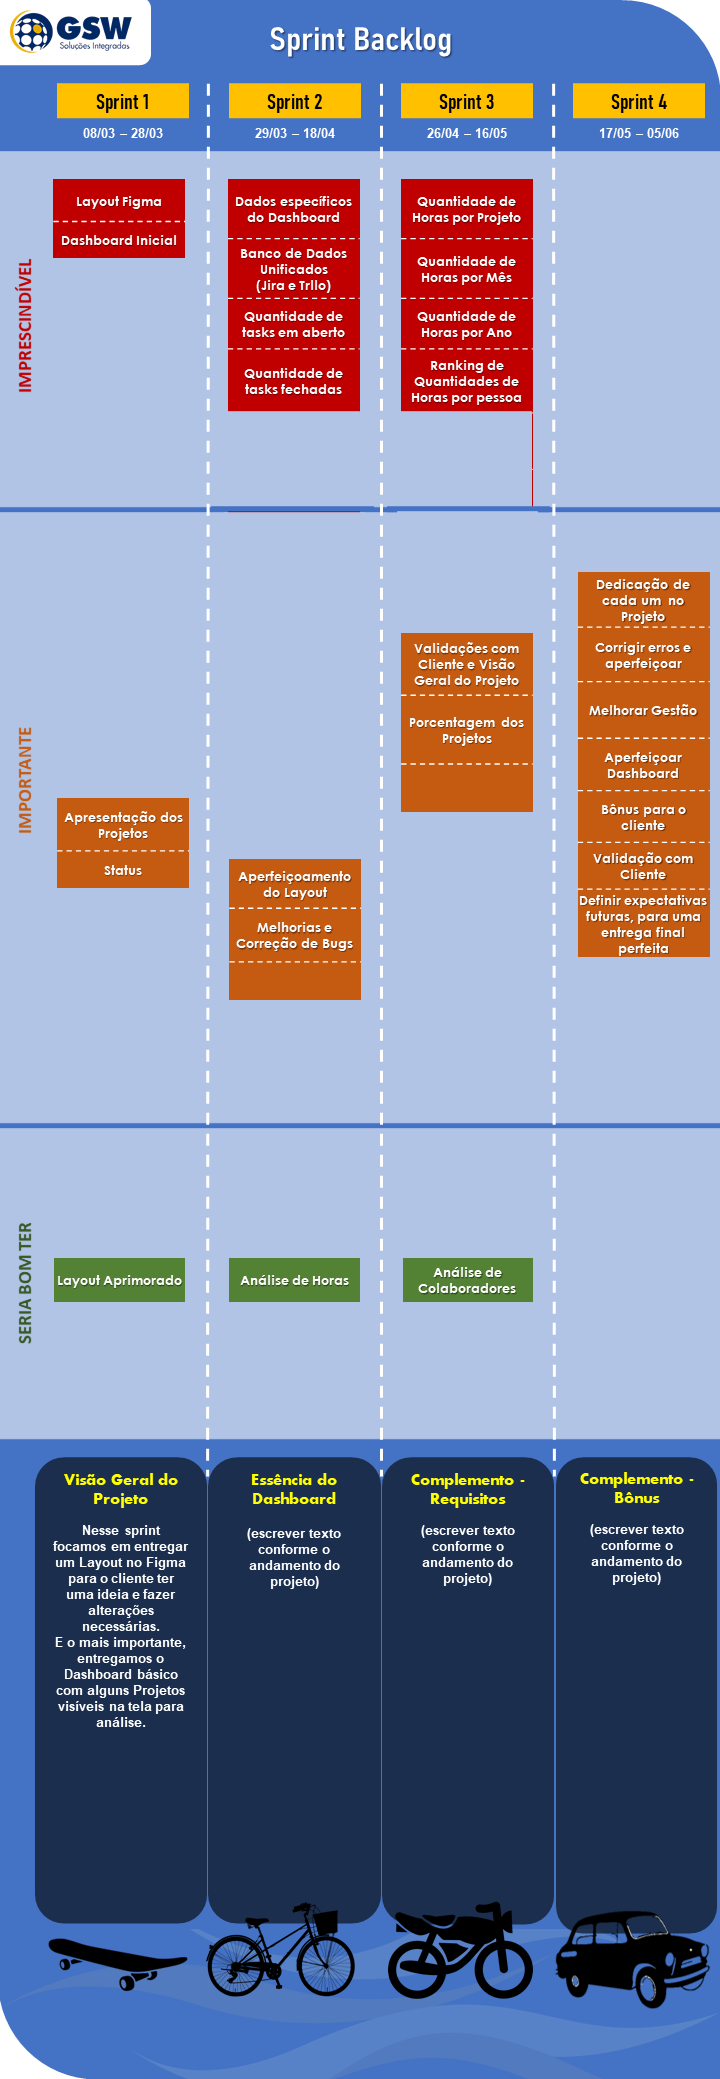 GSW
Soluções Integradas
Sprint Backlog
Sprint 1
Sprint 2
Sprint 3
Sprint 4
08/03 – 28/03
29/03 – 18/04
26/04 – 16/05
17/05 – 05/06
IMPRESCINDÍVEL
Layout Figma
Dashboard Inicial
Dados específicos
do Dashboard
Banco de Dados
Unificados
(Jira e Trllo)
Quantidade de
tasks em aberto
Quantidade de
tasks fechadas
Quantidade de
Horas por Projeto
Quantidade de
Horas por Mês
Quantidade de
Horas por Ano
Ranking de
Quantidades de
Horas por pessoa
IMPORTANTE
Apresentação dos
Projetos
Status
Aperfeiçoamento
do Layout
Melhorias e
Correção de Bugs
Validações com
Cliente e Visão
Geral do Projeto
Porcentagem dos
Projetos
Dedicação de
cada um no
Projeto
Corrigir erros e
aperfeiçoar
Melhorar Gestão
Aperfeiçoar
Dashboard
Bônus para o
cliente
Validação com
Cliente
Definir expectativas
futuras, para uma
entrega final
perfeita
SERIA BOM TER
Layout Aprimorado
Análise de Horas
Análise de
Colaboradores
Visão Geral do
Projeto
Nesse sprint
focamos em entregar
um Layout no Figma
para o cliente ter
uma ideia e fazer
alterações
necessárias.
E o mais importante,
entregamos o
Dashboard básico
com alguns Projetos
visíveis na tela para
análise.
Essência do
Dashboard
(escrever texto
conforme o
andamento do
projeto)
Complemento -
Requisitos
(escrever texto
conforme o
andamento do
projeto)
Complemento -
Bônus
(escrever texto
conforme o
andamento do
projeto)